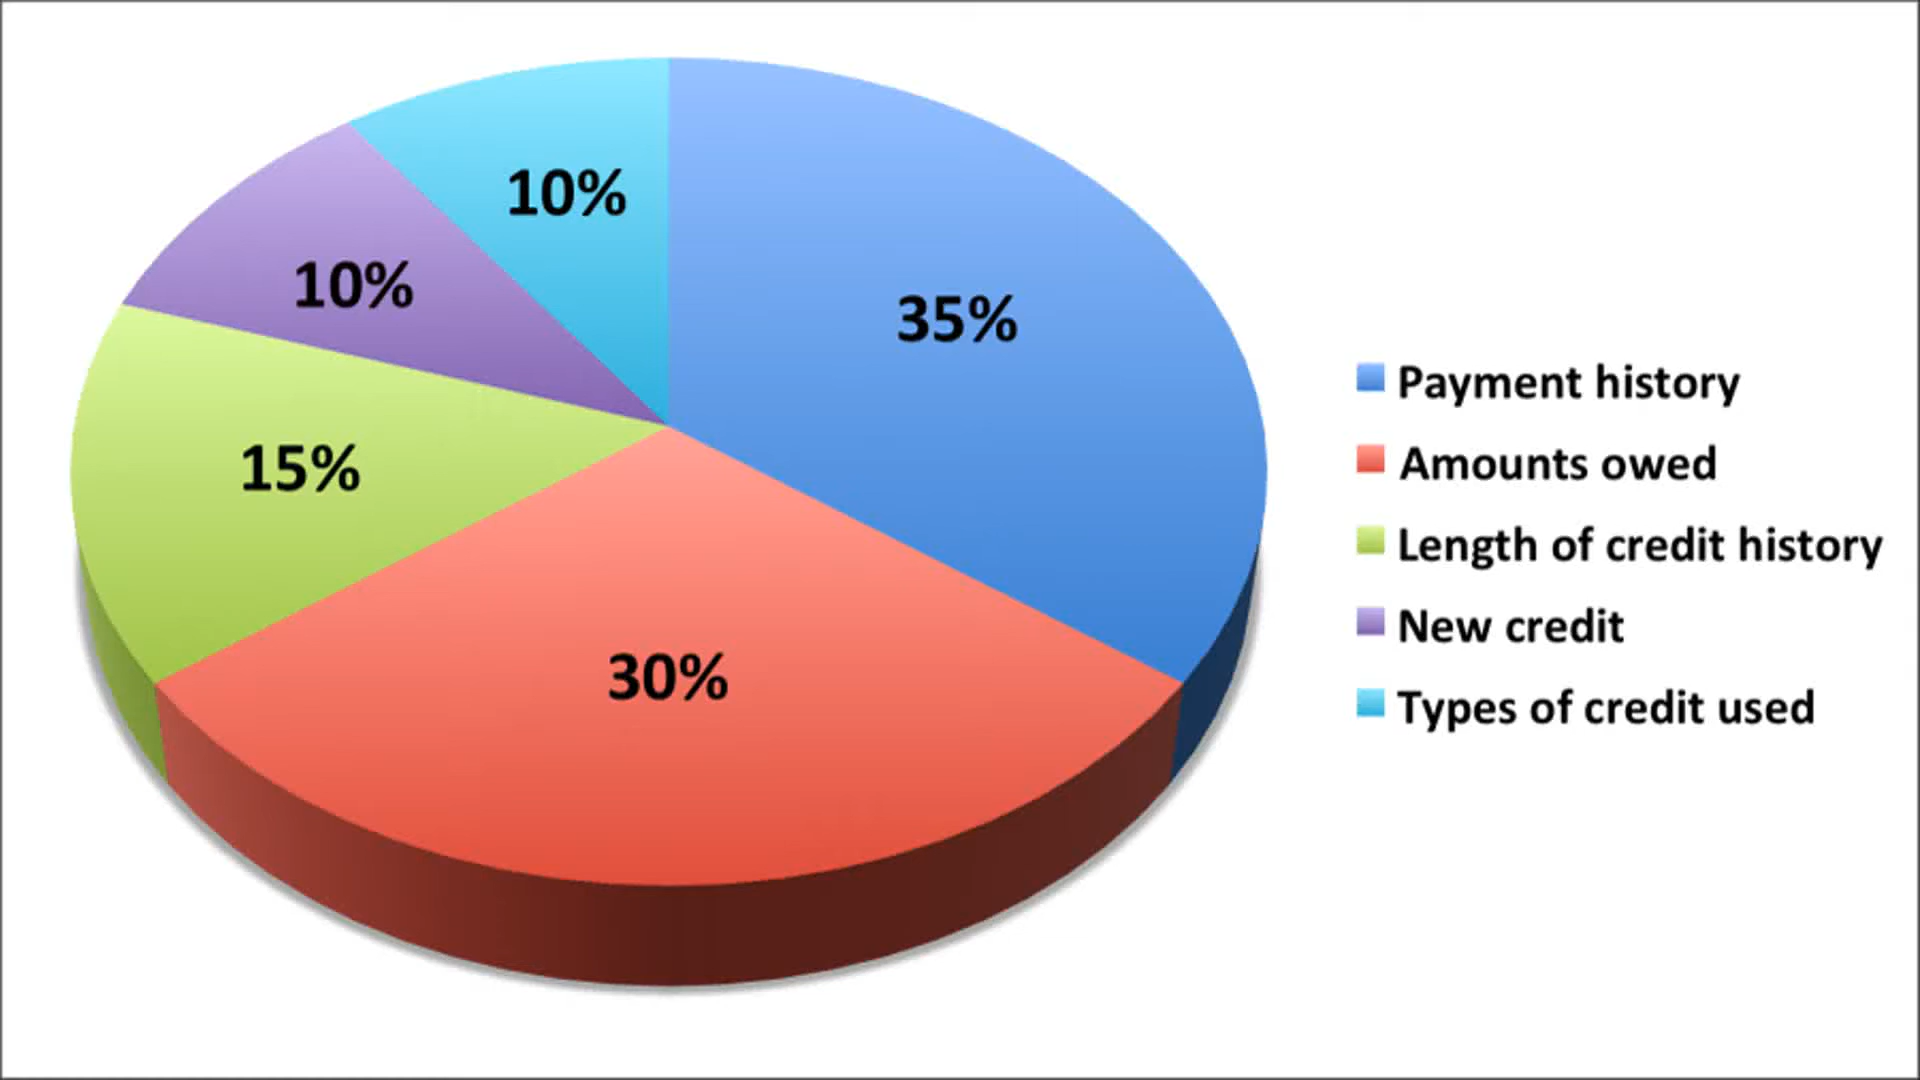 10%
10%
35%
15%
30%
Payment history
Amounts owed
Length of credit history
New credit
Types of credit used